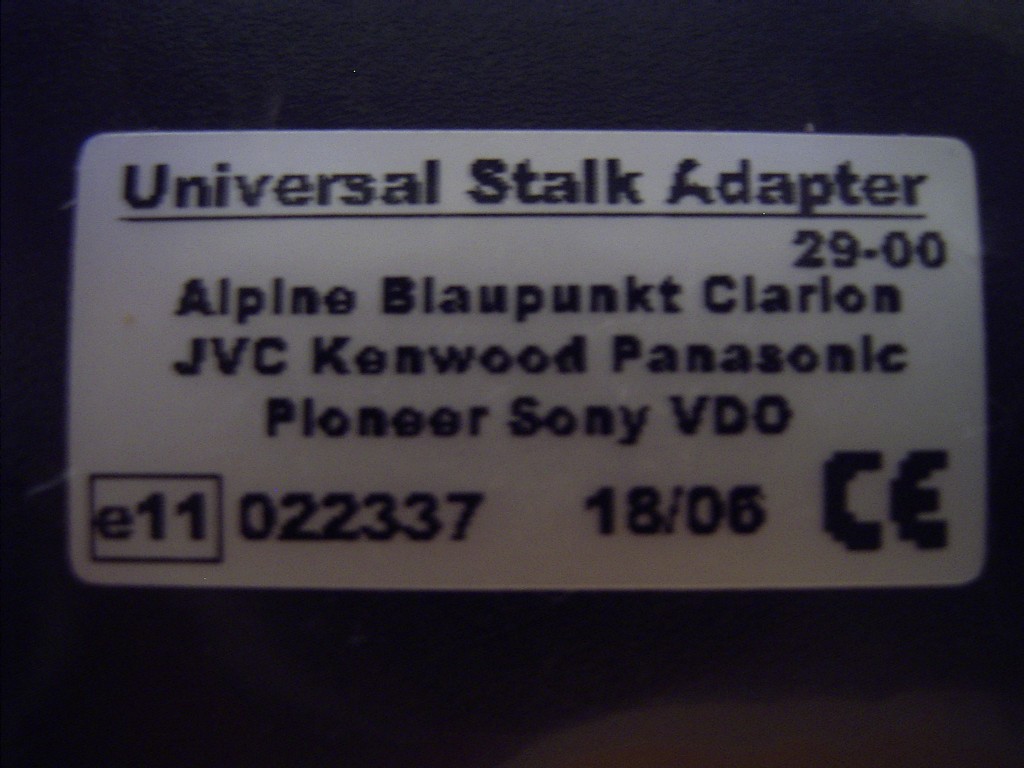 Universal Stalk Adapter
29-00
Alpine Blaupunkt Clarion
JVC Kenwood Panasonic
Pioneer Sony VDO
e11 022337 18/06 CE